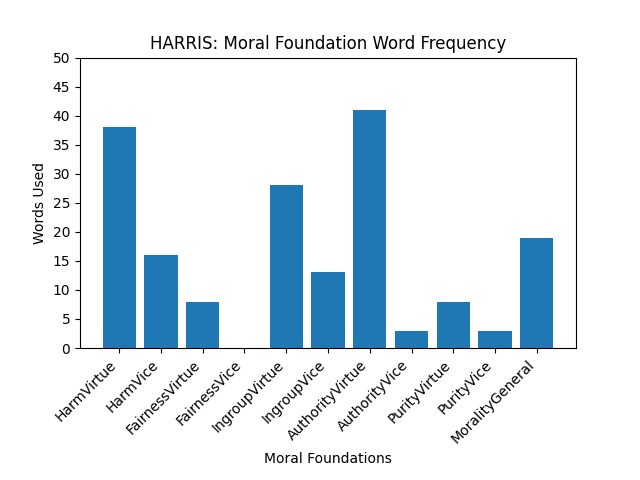 HARRIS: Moral Foundation Word Frequency
50
45
40
35
30
25
20
15
10
5
0
Words Used
HarmVirtue
HarmVice
FairnessVirtue
FairnessVice
IngroupVirtue
IngroupVice
AuthorityVirtue
AuthorityVice
PurityVirtue
PurityVice
MoralityGeneral
Moral Foundations